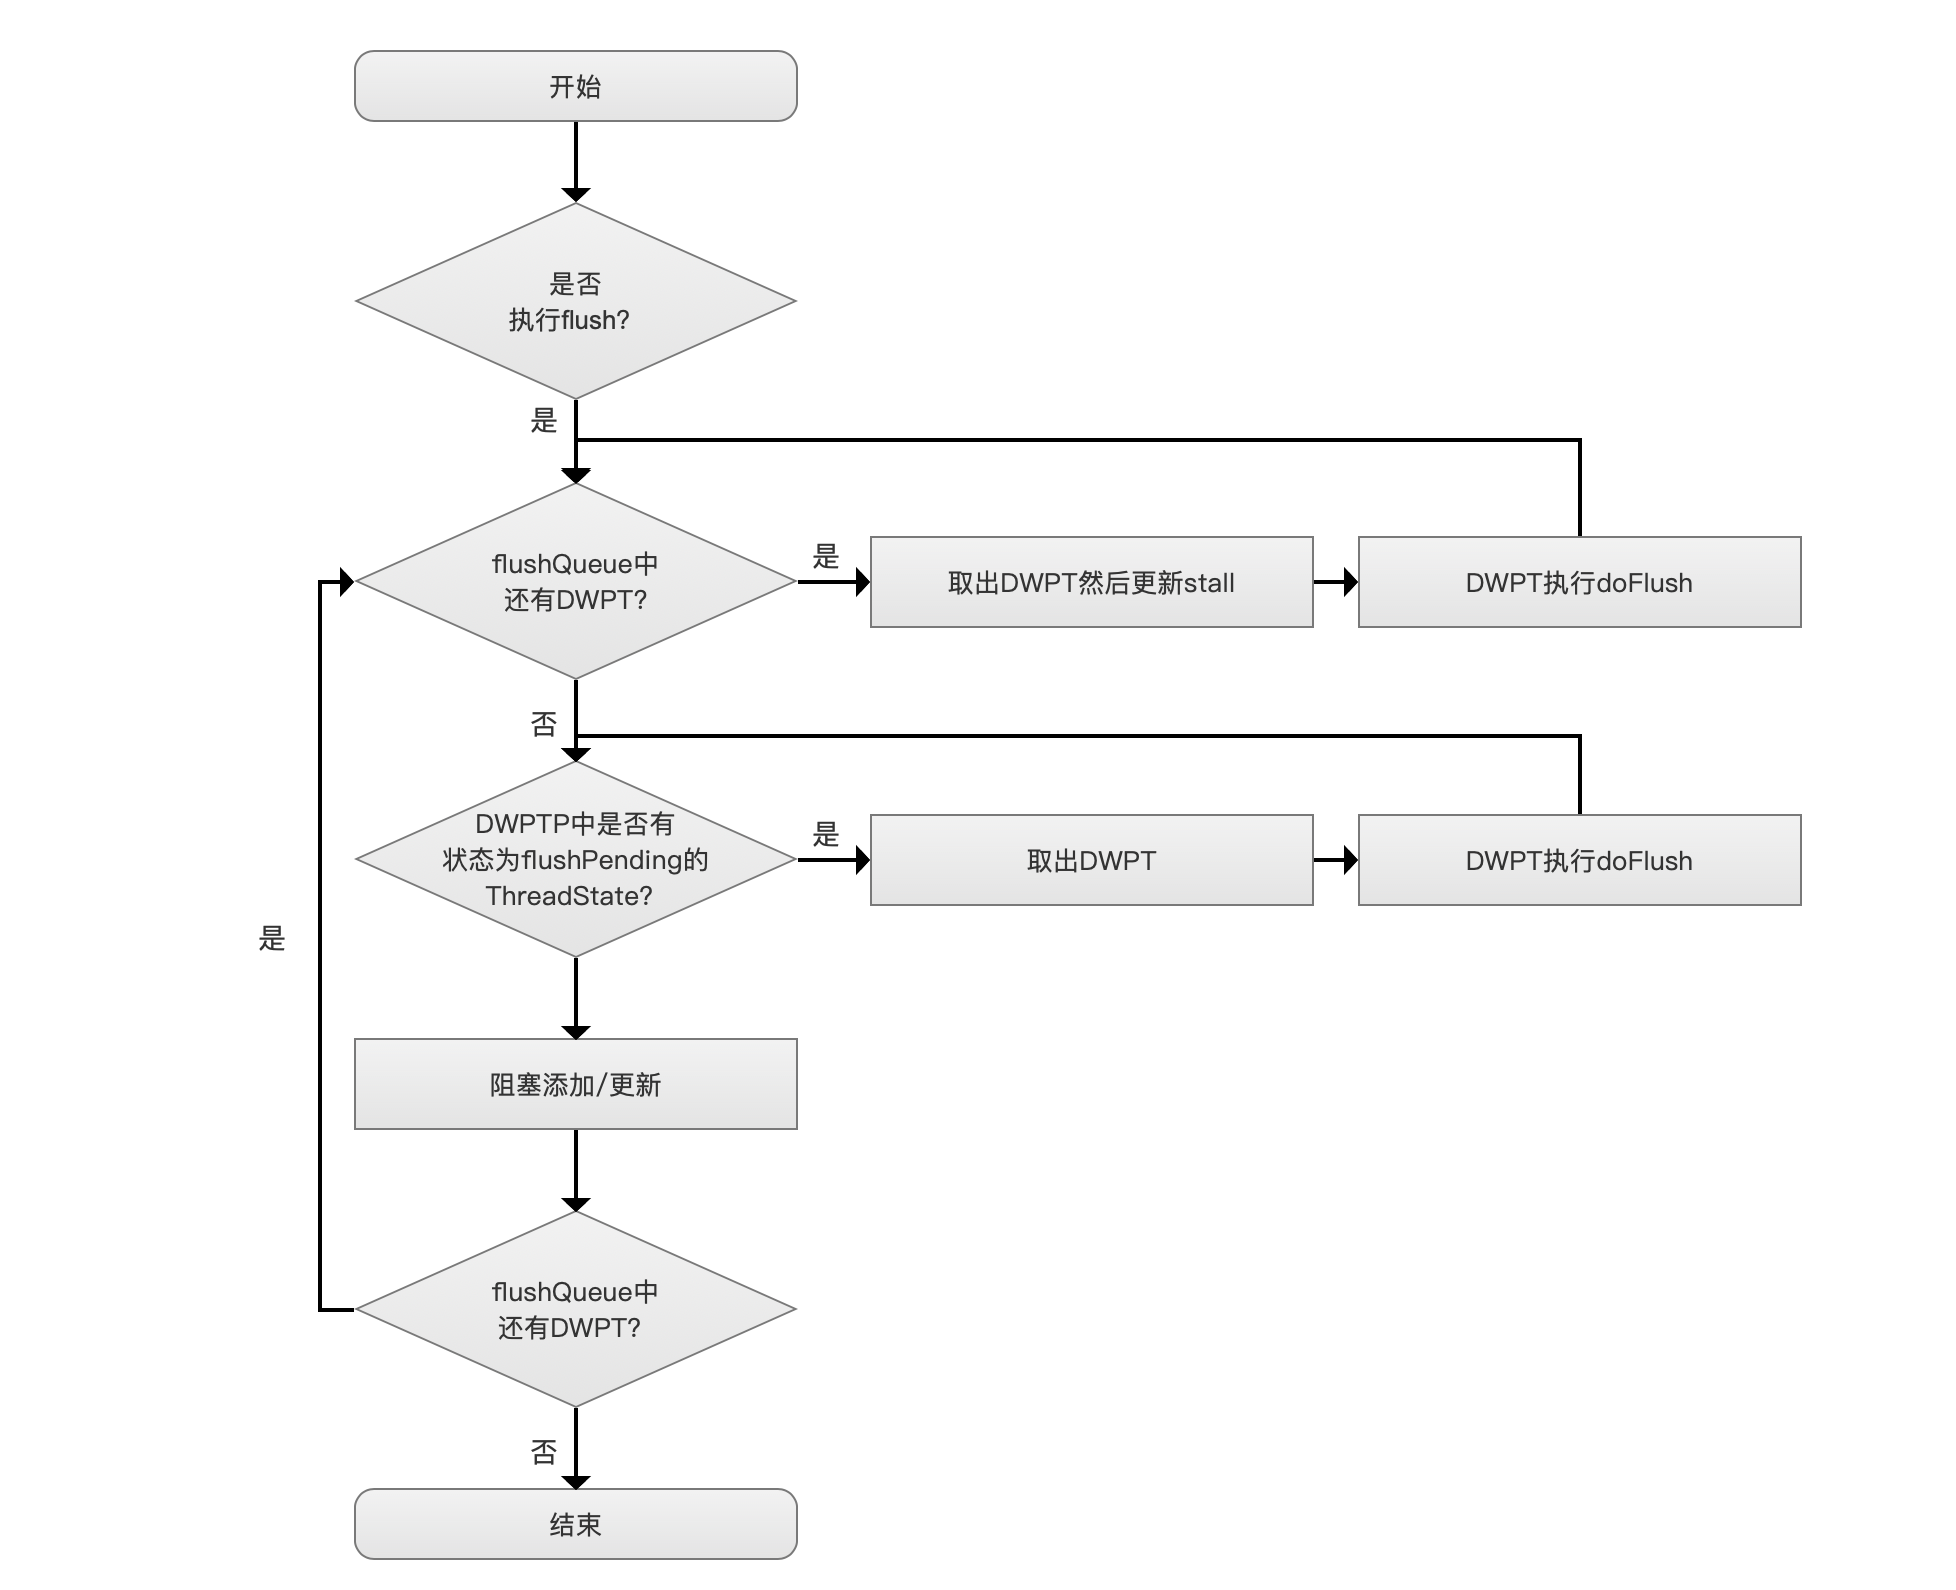 开始
是否
执行flush?
是
flushQueue中
还有DWPT?
是
取出DWPT然后更新stall
DWPT执行doFlush
否
DWPTP中是否有
状态为flushPending的
ThreadState?
是
取出DWPT
DWPT执行doFlush
是
阻塞添加/更新
flushQueue中
还有DWPT?
否
结束